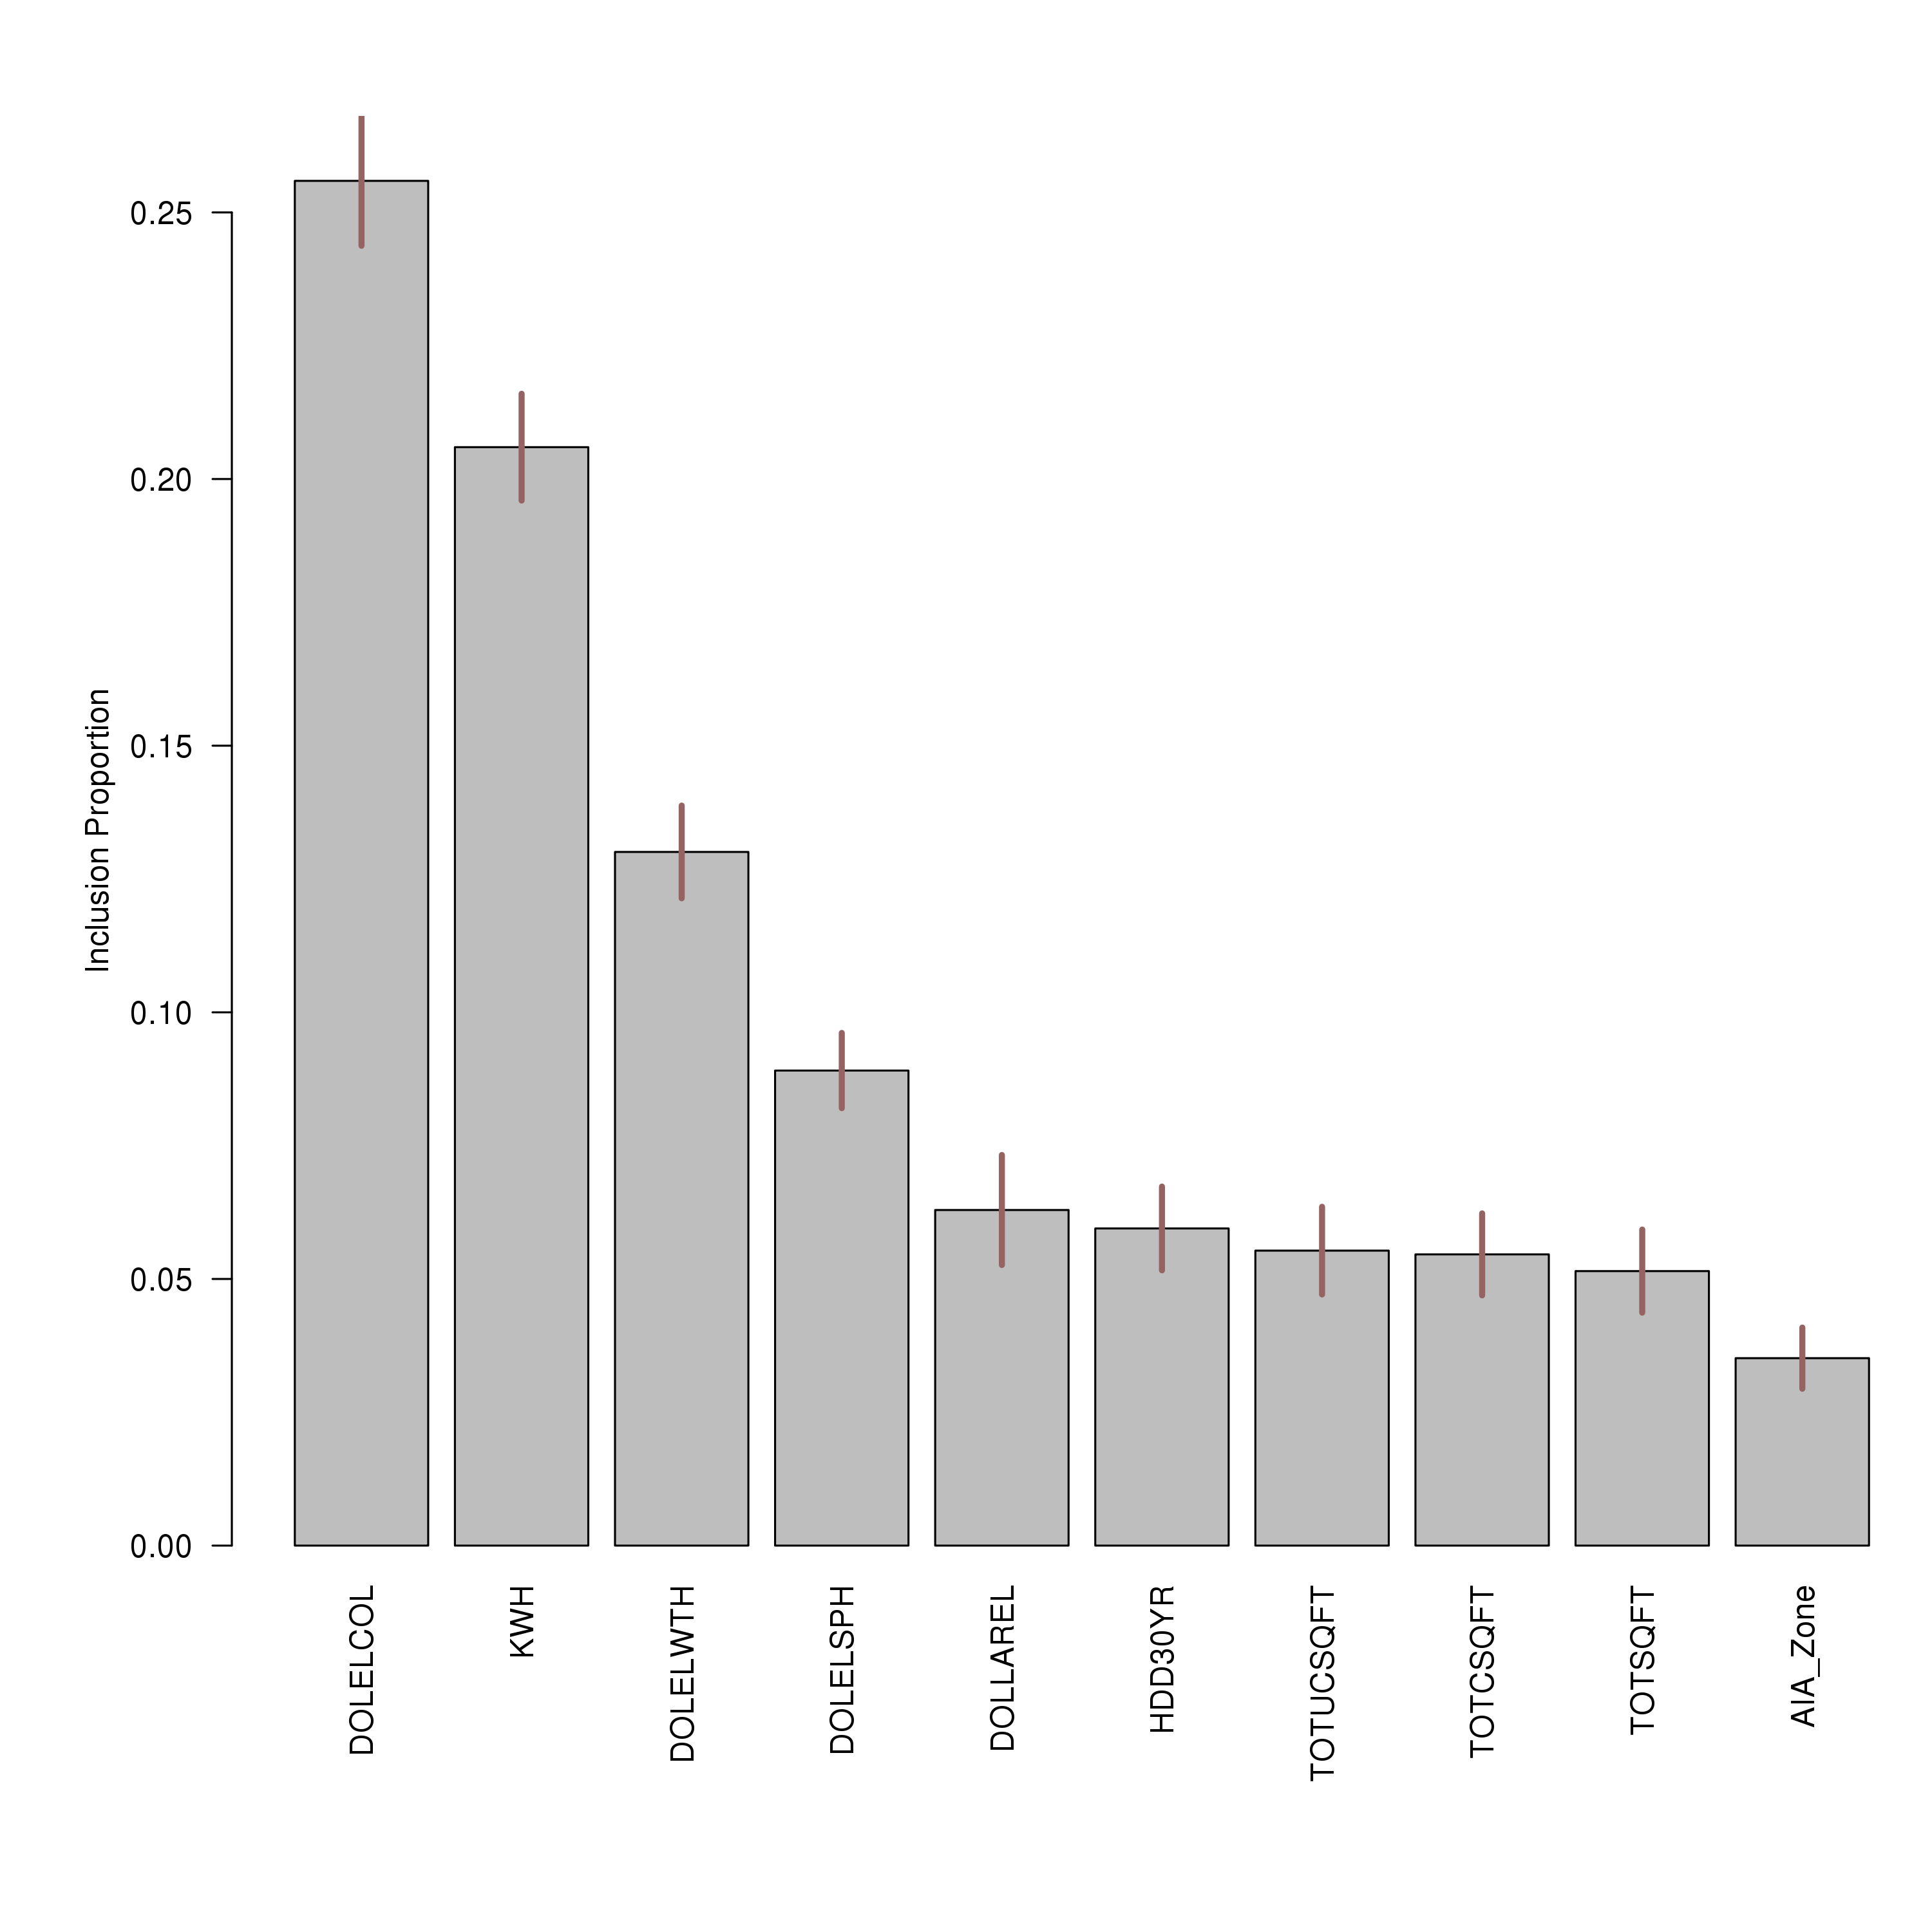 Inclusion Proportion
0.25
0.20
0.15
0.10
0.05
0.00
DOLELCOL
KWH
DOLELWTH
DOLELSPH
DOLLAREL
HDD30YR
TOTUCSQFT
TOTCSQFT
TOTSQFT
AIA_Zone